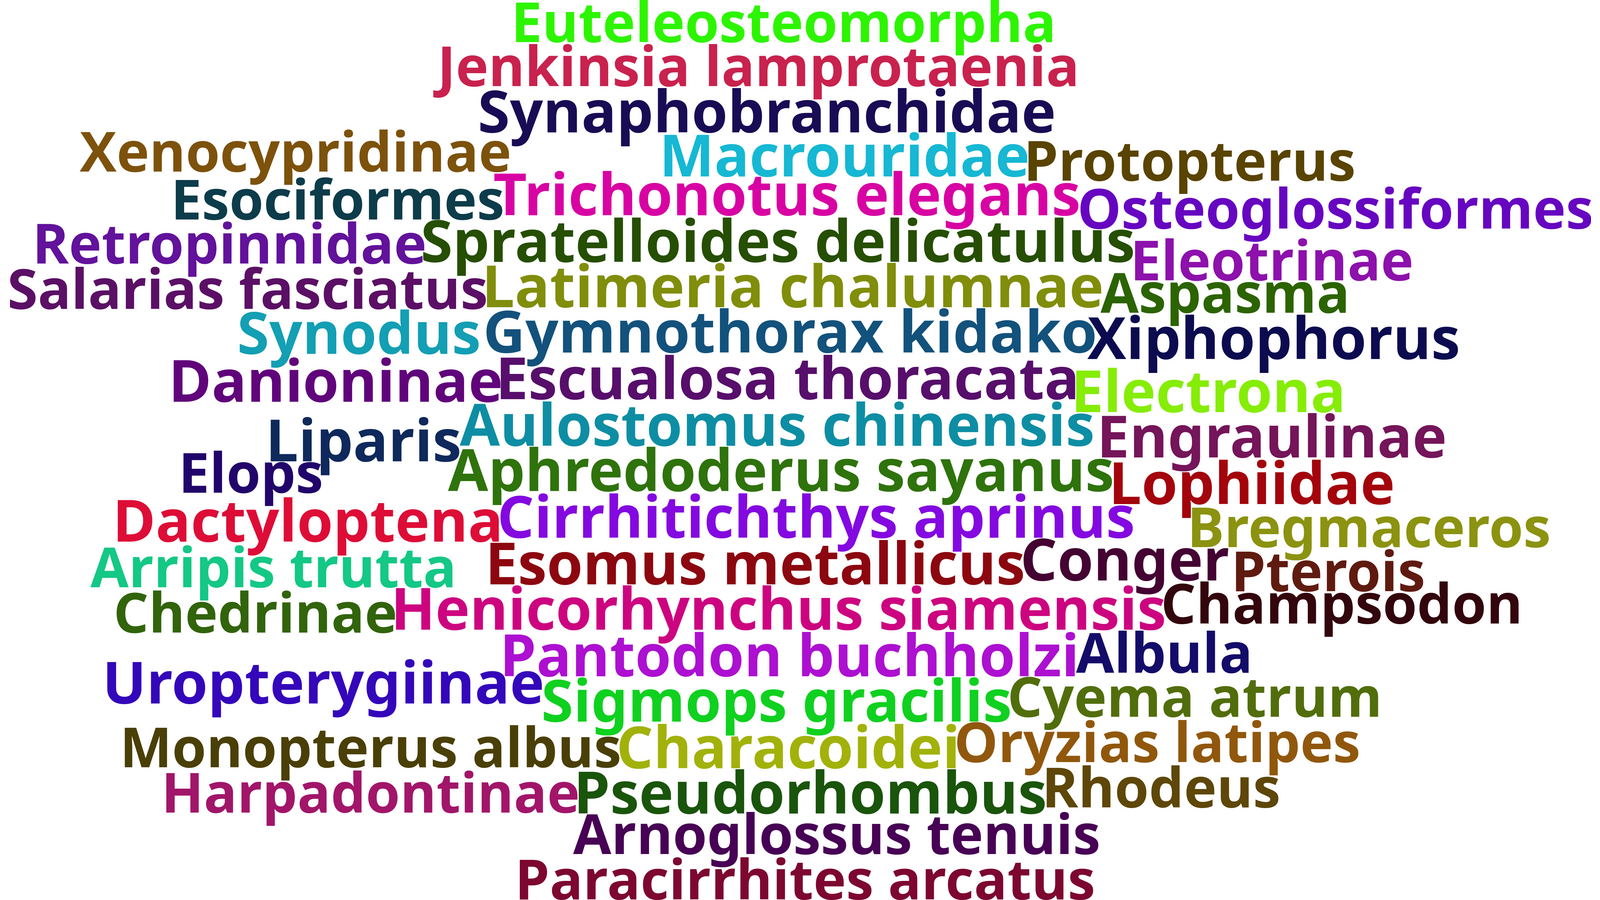 Euteleosteomorpha
Jenkinsia lamprotaenia
Synaphobranchidae
Xenocypridinae Macrouridae Protopterus
Esociformes Trichonotus elegans Osteoglossiformes
Retropinnidae Spratelloides delicatulus Eleotrinae
Salarias fasciatus Latimeria chalumnae Aspasma
Synodus Gymnothorax kidako Xiphophorus
Danioninae Escualosa thoracata Electrona
Liparis Aulostomus chinensis Engraulinae
Elops Aphredoderus sayanus Lophiidae
Dactyloptena Cirrhitichthys aprinus Bregmaceros
Arripis trutta Esomus metallicus Conger Pterois
Chedrinae Henicorhynchus siamensis Champsodon
Pantodon buchholzi Albula
Uropterygiinae Sigmops gracilis Cyema atrum
Monopterus albus Characoidei Oryzias latipes
Harpadontinae Pseudorhombus Rhodeus
Arnoglossus tenuis
Paracirrhites arcatus